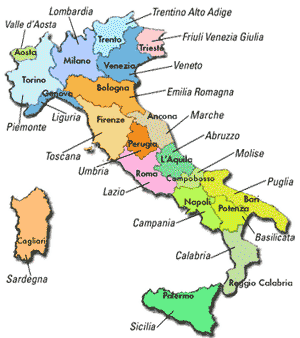 Lombardia
Trentino Alto Adige
Valle d'Aosta
Friuli Venezia Giulia
Trento
Aosta
Trieste
Milano
Venezia
Veneto
Torino
Bologna
Genova
Emilia Romagna
Piemonte
Liguria
Firenze
Ancona
Marche
Toscana
Perugia
Abruzzo
Umbria
L'Aquila
Roma
Molise
Campobosso
Lazio
Puglia
Napoli
Bari
Potenza
Campania
Basilicata
Cagliari
Calabria
Sardegna
Reggio Calabria
Palermo
Sicilia